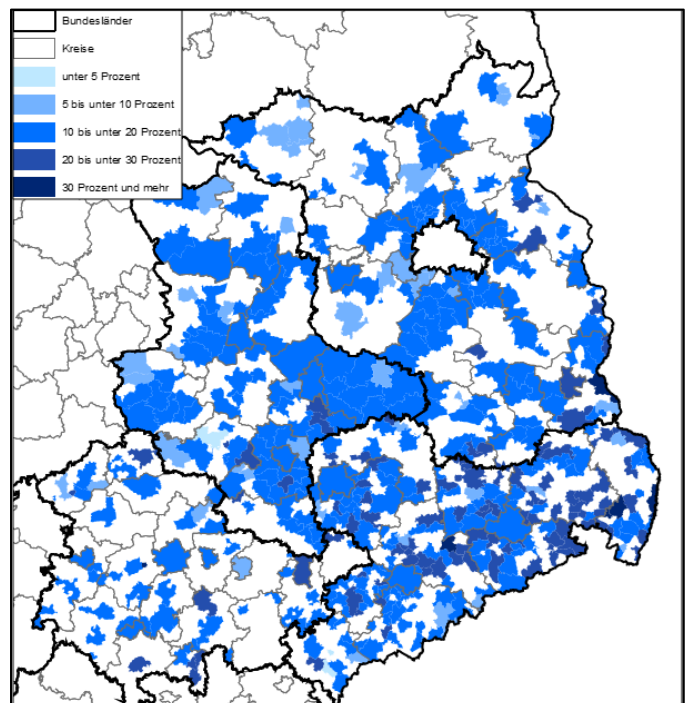 Bundesländer
Kreise
unter 5 Prozent
5 bis unter 10 Prozent
10 bis unter 20 Prozent
20 bis unter 30 Prozent
30 Prozent und mehr